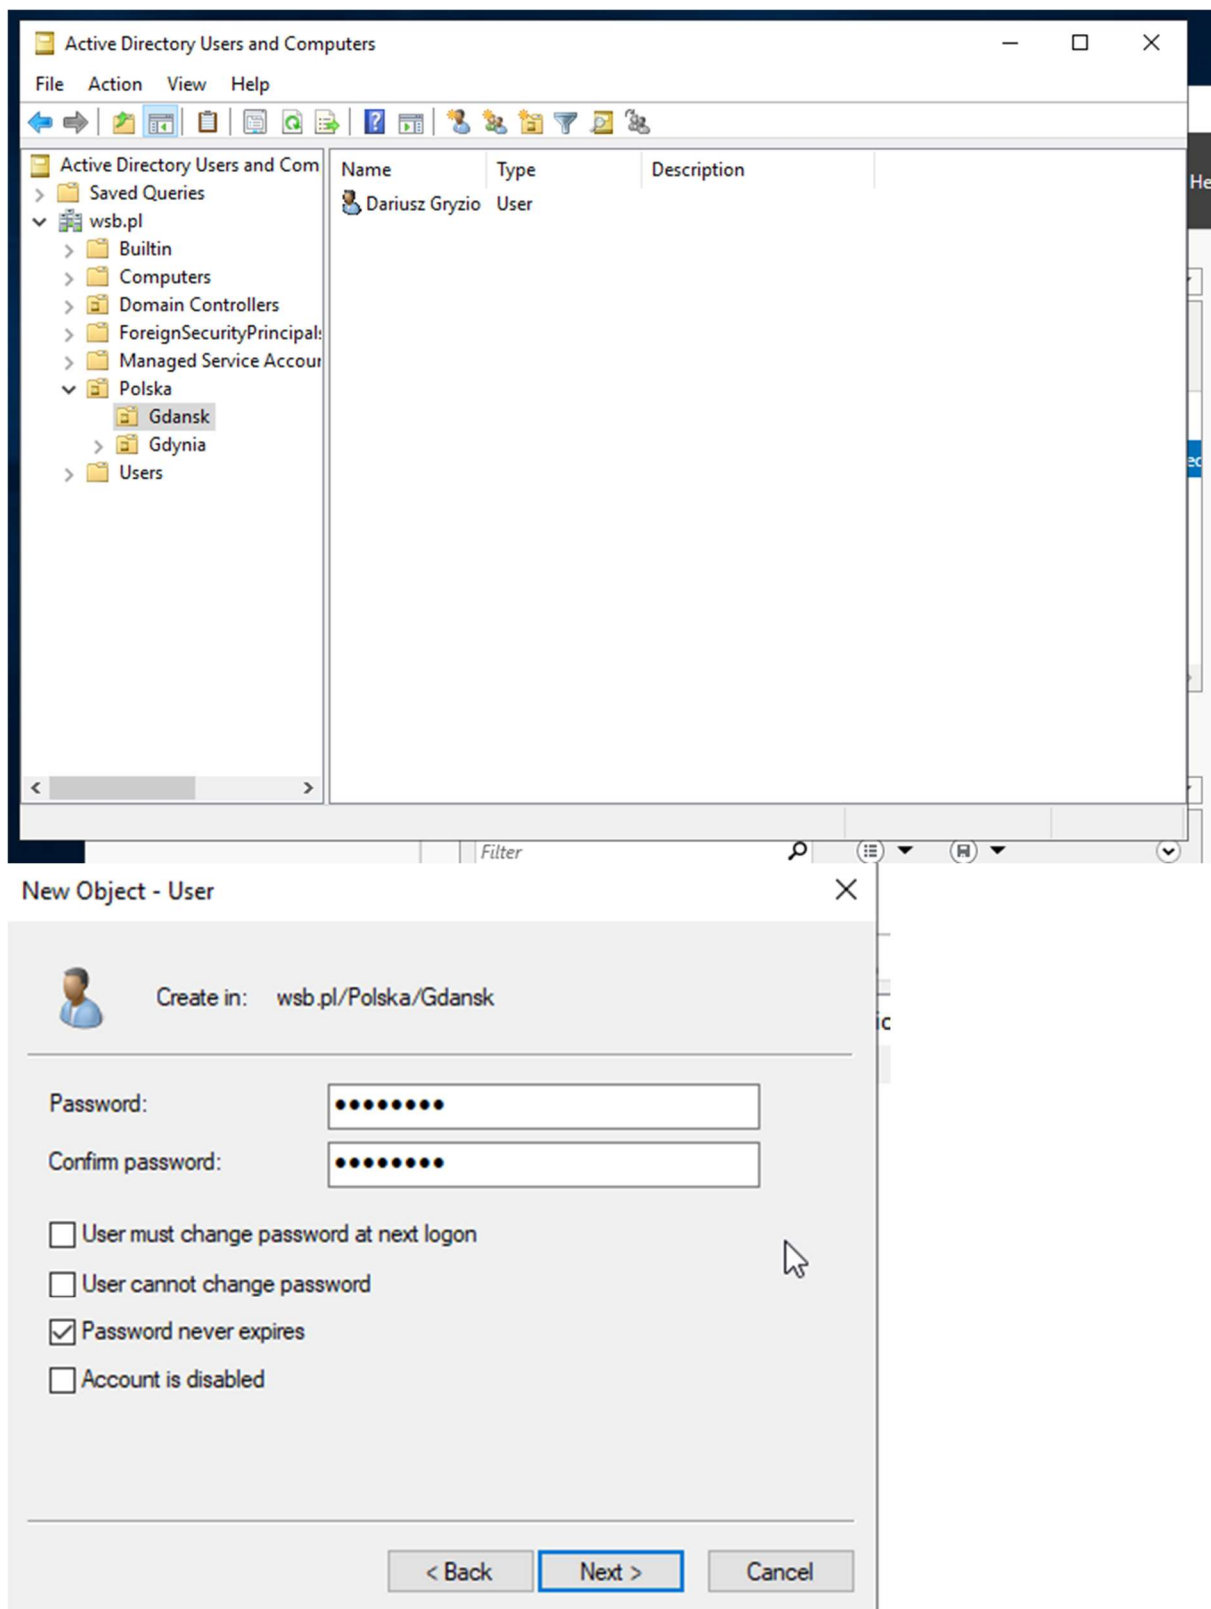 Active Directory Users and Computers
File Action View Help
Active Directory Users and Com
Name Type Description
Saved Queries
Dariusz Gryzio User
wsb.pl
Builtin
Computers
Domain Controllers
ForeignSecurityPrincipals
Managed Service Accour
Polska
Gdansk
Gdynia
Users
He
ec
Filter
New Object - User
Create in: wsb.pl/Polska/Gdansk
ic
Password: ●●●●●●●●
Confirm password: ●●●●●●●●
User must change password at next logon
User cannot change password
Password never expires
Account is disabled
< Back Next > Cancel